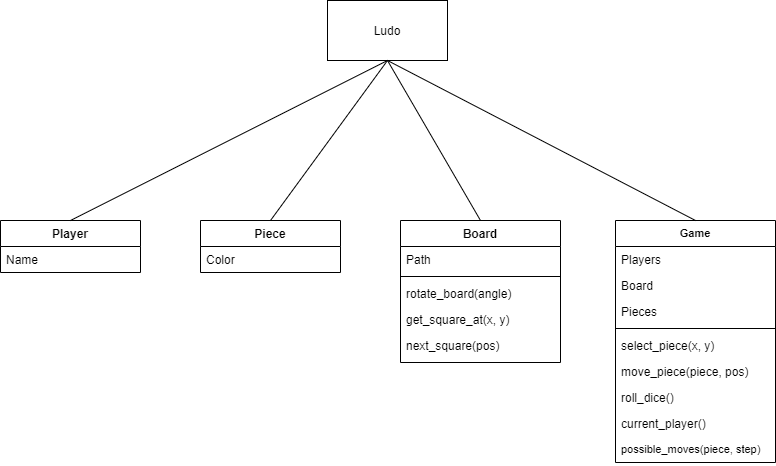 Ludo
Player
Name
Piece
Color
Board
Path
rotate_board(angle)
get_square_at(x, y)
next_square(pos)
Game
Players
Board
Pieces
select_piece(x, y)
move_piece(piece, pos)
roll_dice()
current_player()
possible_moves(piece, step)